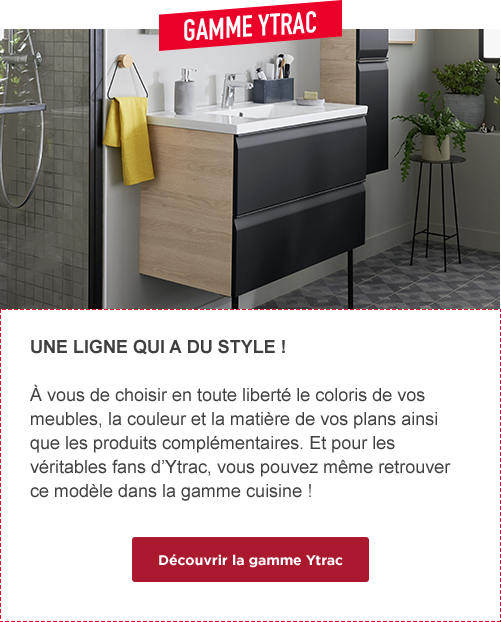 GAMME YTRAC
UNE LIGNE QUI A DU STYLE !
À vous de choisir en toute liberté le coloris de vos
meubles, la couleur et la matière de vos plans ainsi
que les produits complémentaires. Et pour les
véritables fans d’Ytrac, vous pouvez même retrouver
ce modèle dans la gamme cuisine !
Découvrir la gamme Ytrac